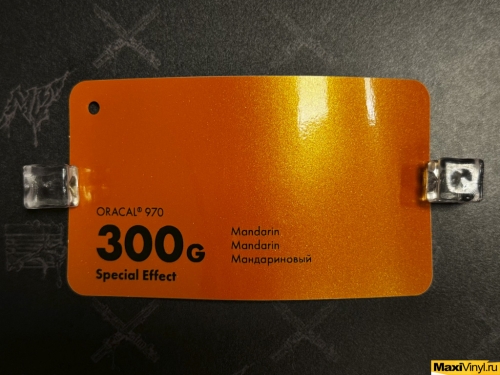 ORACAL® 970
300G
Special Effect
Mandarin
Mandarin
Мандариновый
MaxiVinyl.ru